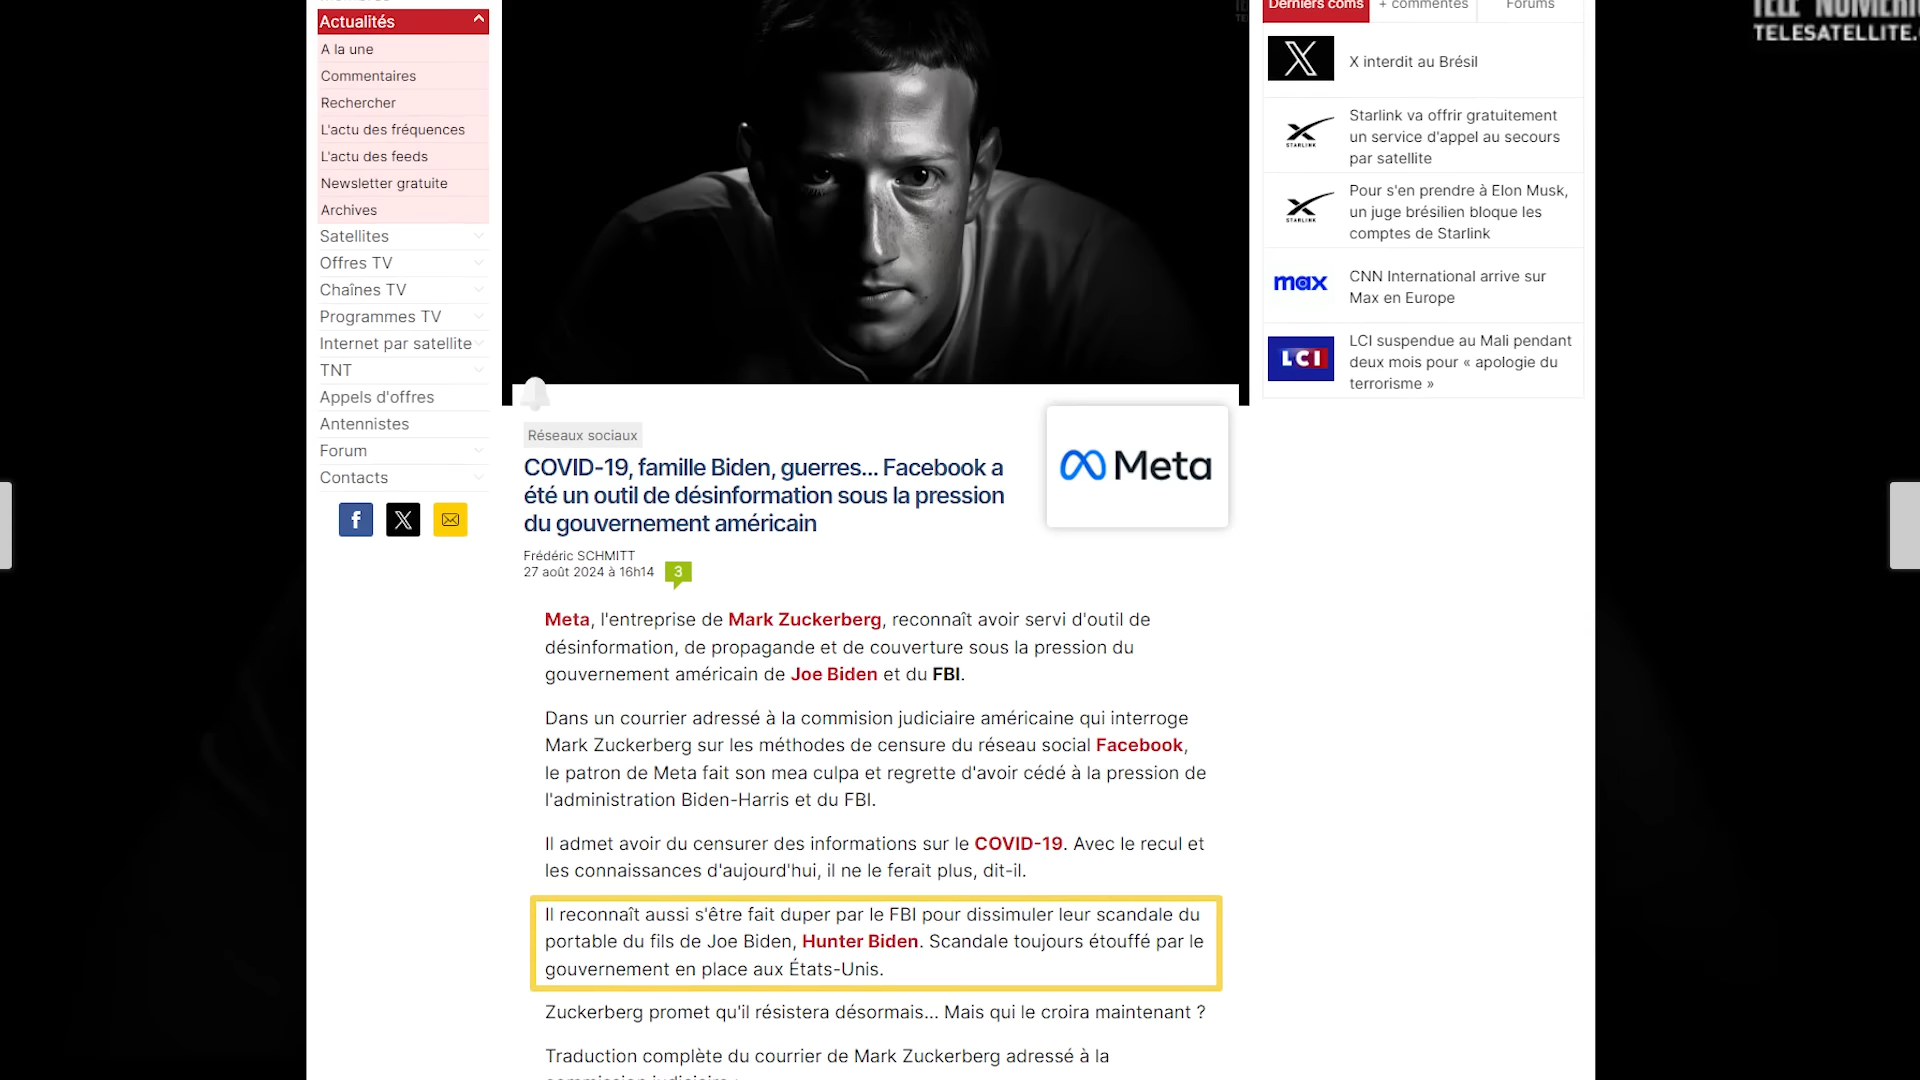 Actualités
A la une
Commentaires
Rechercher
L'actu des fréquences
L'actu des feeds
Newsletter gratuite
Archives
Satellites
Offres TV
Chaînes TV
Programmes TV
Internet par satellite
TNT
Appels d'offres
Antennistes
Forum
Contacts
Réseaux sociaux
COVID-19, famille Biden, guerres... Facebook a
été un outil de désinformation sous la pression
du gouvernement américain
Meta
Frédéric SCHMITT
27 août 2024 à 16h14
3
Meta, l'entreprise de Mark Zuckerberg, reconnaît avoir servi d'outil de
désinformation, de propagande et de couverture sous la pression du
gouvernement américain de Joe Biden et du FBI.
Dans un courrier adressé à la commision judiciaire américaine qui interroge
Mark Zuckerberg sur les méthodes de censure du réseau social Facebook,
le patron de Meta fait son mea culpa et regrette d'avoir cédé à la pression de
l'administration Biden-Harris et du FBI.
Il admet avoir du censurer des informations sur le COVID-19. Avec le recul et
les connaissances d'aujourd'hui, il ne le ferait plus, dit-il.
Il reconnaît aussi s'être fait duper par le FBI pour dissimuler leur scandale du
portable du fils de Joe Biden, Hunter Biden. Scandale toujours étouffé par le
gouvernement en place aux États-Unis.
Zuckerberg promet qu'il résistera désormais... Mais qui le croira maintenant ?
Traduction complète du courrier de Mark Zuckerberg adressé à la
Derniers coms
+ commentés
Forums
X interdit au Brésil
STARLINK
Starlink va offrir gratuitement
un service d'appel au secours
par satellite
STARLINK
Pour s'en prendre à Elon Musk,
un juge brésilien bloque les
comptes de Starlink
max
CNN International arrive sur
Max en Europe
LCI
LCI suspendue au Mali pendant
deux mois pour « apologie du
terrorisme »
TELESATELLITE.